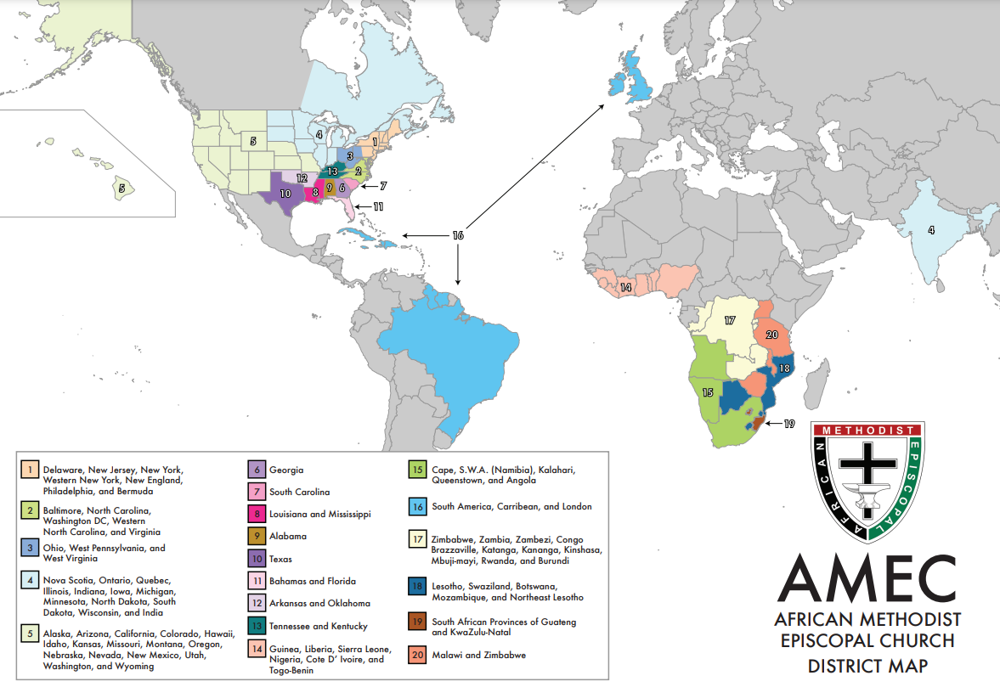 4
1
5
3
13
2
12
10
8
9
6
7
11
5
16
4
14
17
20
18
15
19
1 Delaware, New Jersey, New York,
Western New York, New England,
Philadelphia, and Bermuda
2 Baltimore, North Carolina,
Washington DC, Western
North Carolina, and Virginia
3 Ohio, West Pennsylvania, and
West Virginia
4 Nova Scotia, Ontario, Quebec,
Illinois, Indiana, Iowa, Michigan,
Minnesota, North Dakota, South
Dakota, Wisconsin, and India
5 Alaska, Arizona, California, Colorado, Hawaii,
Idaho, Kansas, Missouri, Montana, Oregon,
Nebraska, Nevada, New Mexico, Utah,
Washington, and Wyoming
6 Georgia
7 South Carolina
8 Louisiana and Mississippi
9 Alabama
10 Texas
11 Bahamas and Florida
12 Arkansas and Oklahoma
13 Tennessee and Kentucky
14 Guinea, Liberia, Sierra Leone,
Nigeria, Cote D’ Ivoire, and
Togo-Benin
15 Cape, S.W.A. (Namibia), Kalahari,
Queenstown, and Angola
16 South America, Carribean, and London
17 Zimbabwe, Zambia, Zambezi, Congo
Brazzaville, Katanga, Kananga, Kinshasa,
Mbuji-mayi, Rwanda, and Burundi
18 Lesotho, Swaziland, Botswana,
Mozambique, and Northeast Lesotho
19 South African Provinces of Guateng
and KwaZulu-Natal
20 Malawi and Zimbabwe
AFRICAN
METHODIST
EPISCOPAL
AMEC
AFRICAN METHODIST
EPISCOPAL CHURCH
DISTRICT MAP